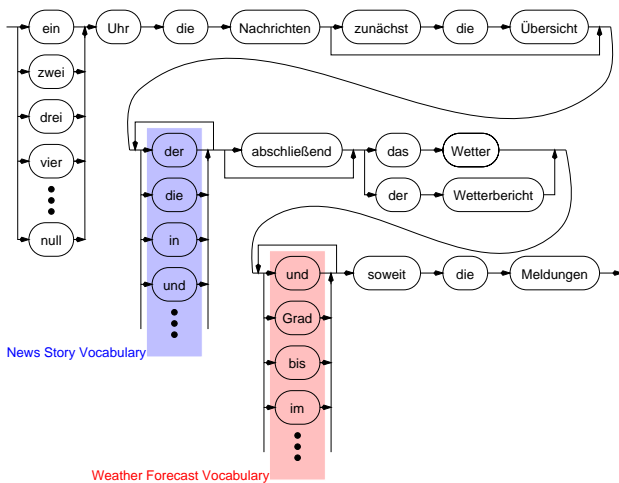 ein Uhr die Nachrichten zunächst die Übersicht
zwei
drei
vier
null
der abschließend das Wetter
die der Wetterbericht
in
und
News Story Vocabulary
und soweit die Meldungen
Grad
bis
im
Weather Forecast Vocabulary